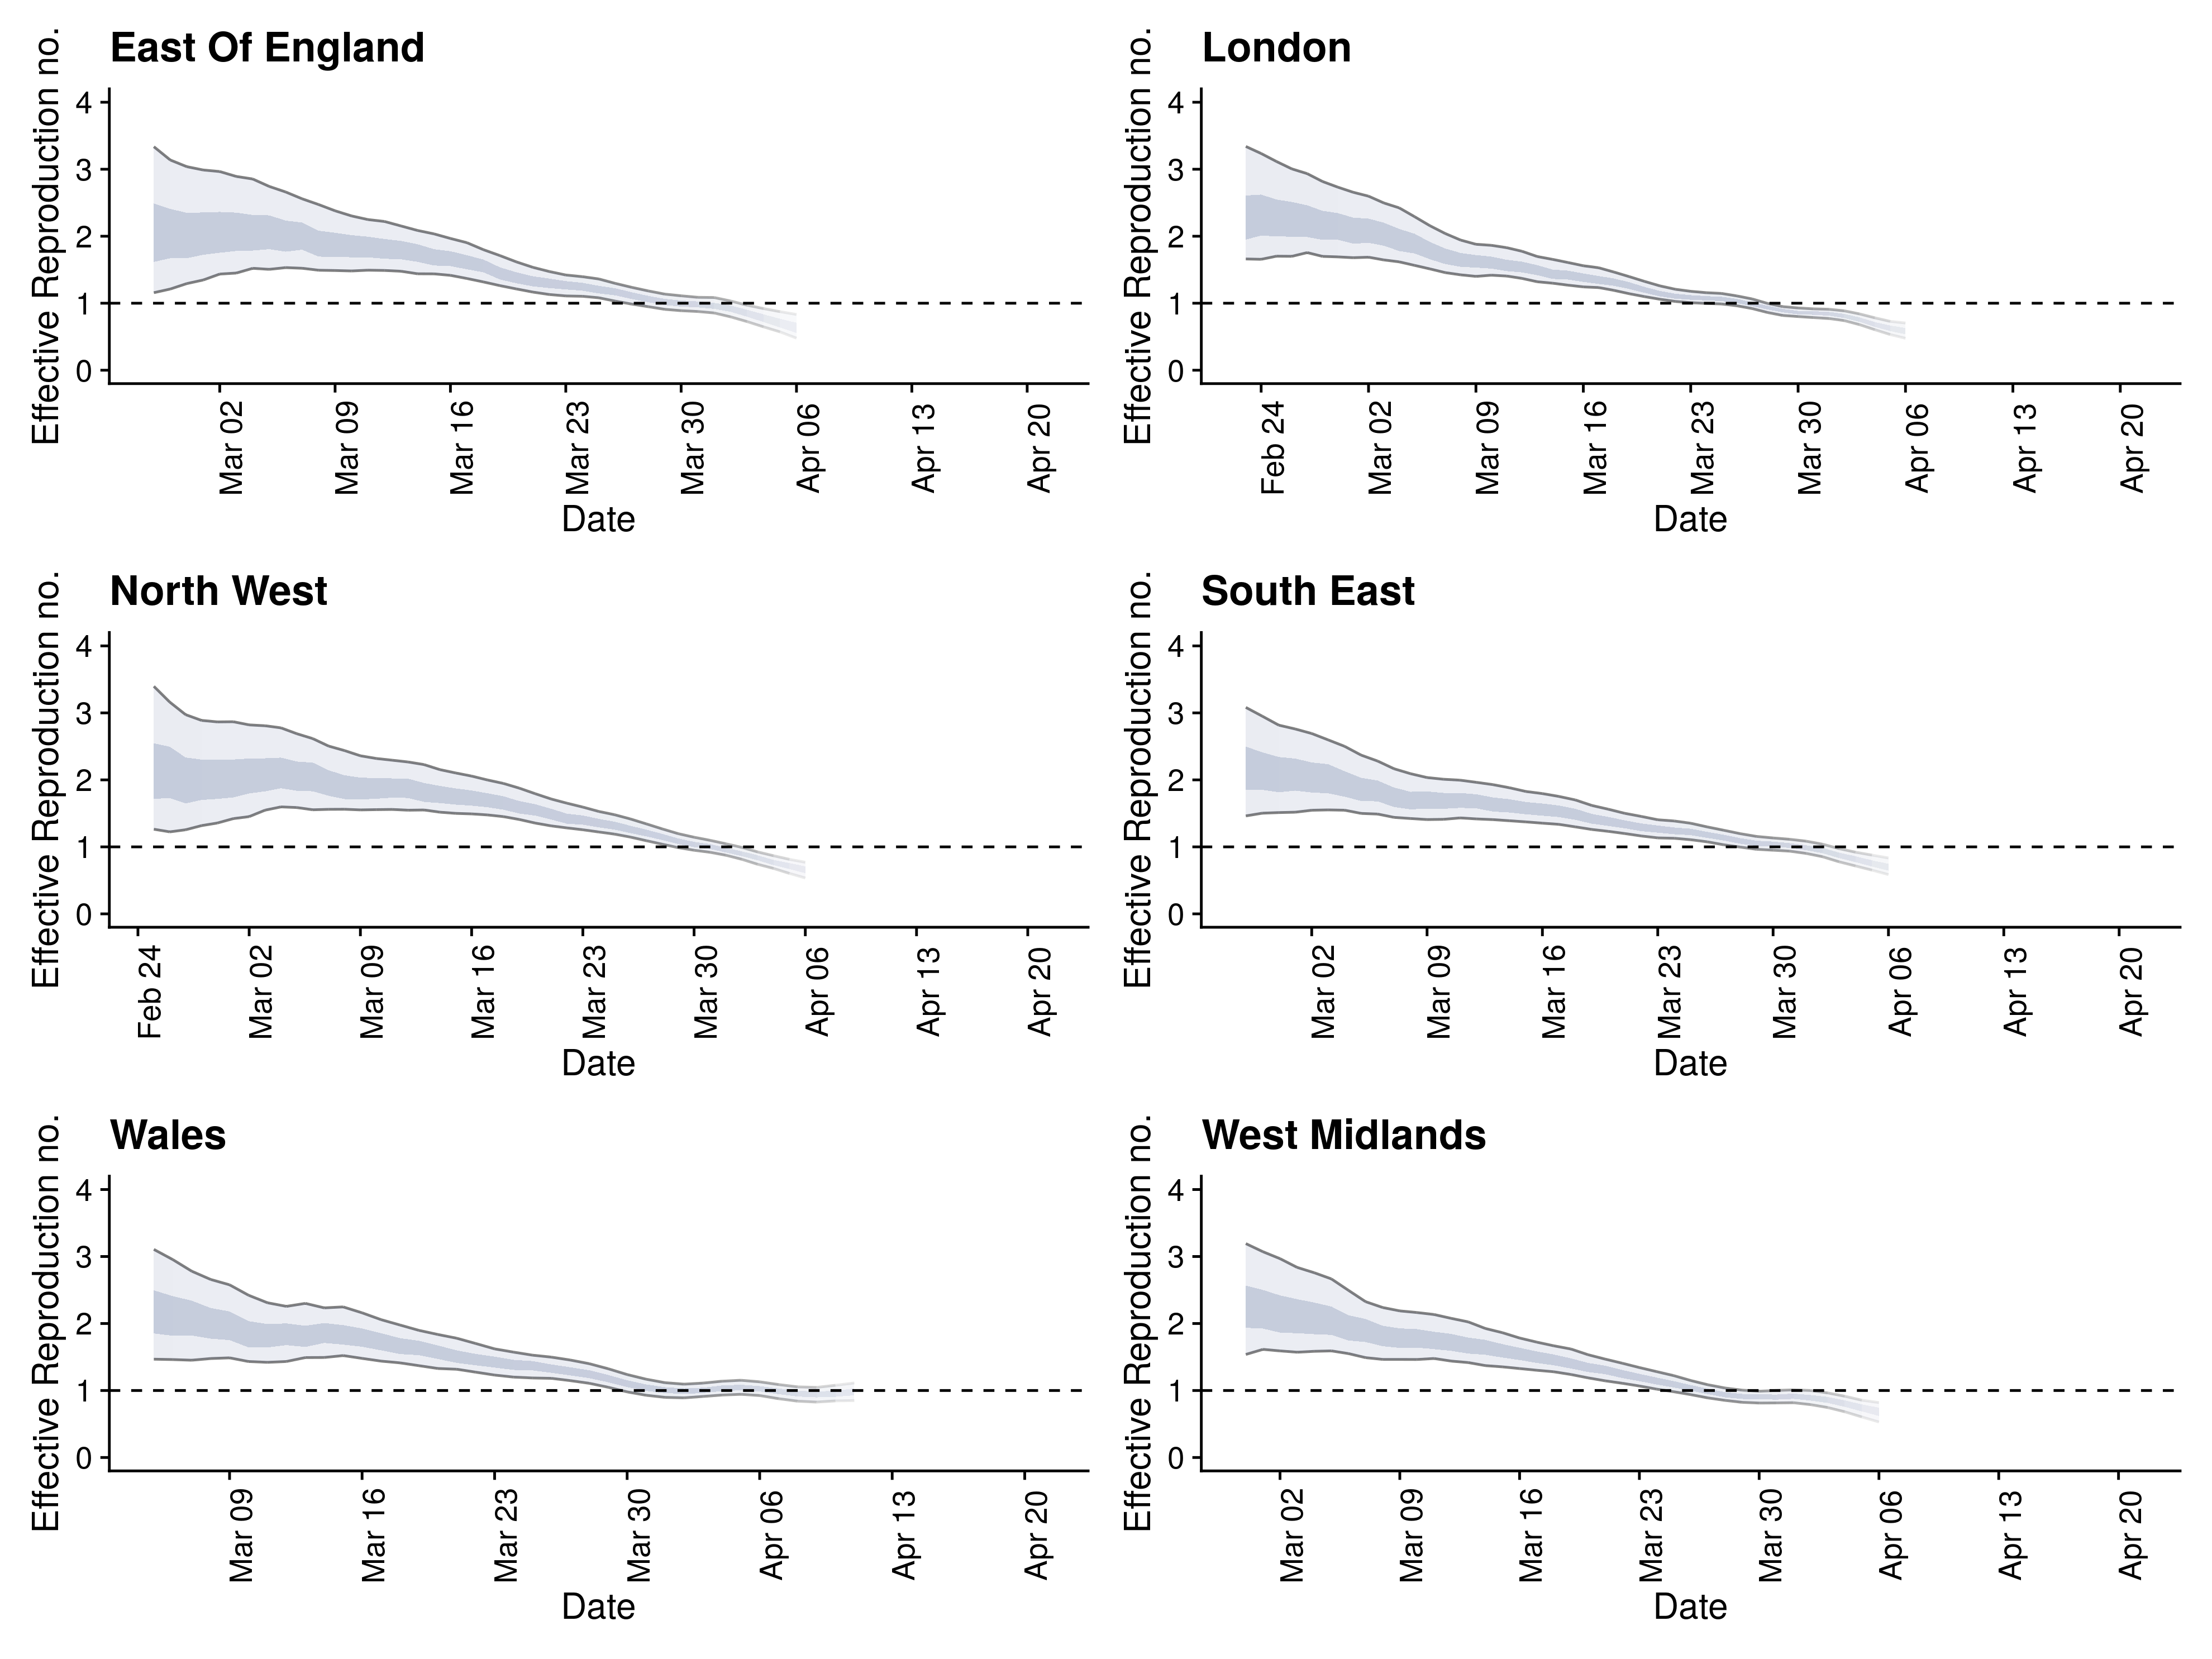 East Of England
Effective Reproduction no.
4
3
2
1
0
Mar 02
Mar 09
Mar 16
Mar 23
Mar 30
Apr 06
Apr 13
Apr 20
Date
London
Effective Reproduction no.
4
3
2
1
0
Feb 24
Mar 02
Mar 09
Mar 16
Mar 23
Mar 30
Apr 06
Apr 13
Apr 20
Date
North West
Effective Reproduction no.
4
3
2
1
0
Feb 24
Mar 02
Mar 09
Mar 16
Mar 23
Mar 30
Apr 06
Apr 13
Apr 20
Date
South East
Effective Reproduction no.
4
3
2
1
0
Mar 02
Mar 09
Mar 16
Mar 23
Mar 30
Apr 06
Apr 13
Apr 20
Date
Wales
Effective Reproduction no.
4
3
2
1
0
Mar 09
Mar 16
Mar 23
Mar 30
Apr 06
Apr 13
Apr 20
Date
West Midlands
Effective Reproduction no.
4
3
2
1
0
Mar 02
Mar 09
Mar 16
Mar 23
Mar 30
Apr 06
Apr 13
Apr 20
Date